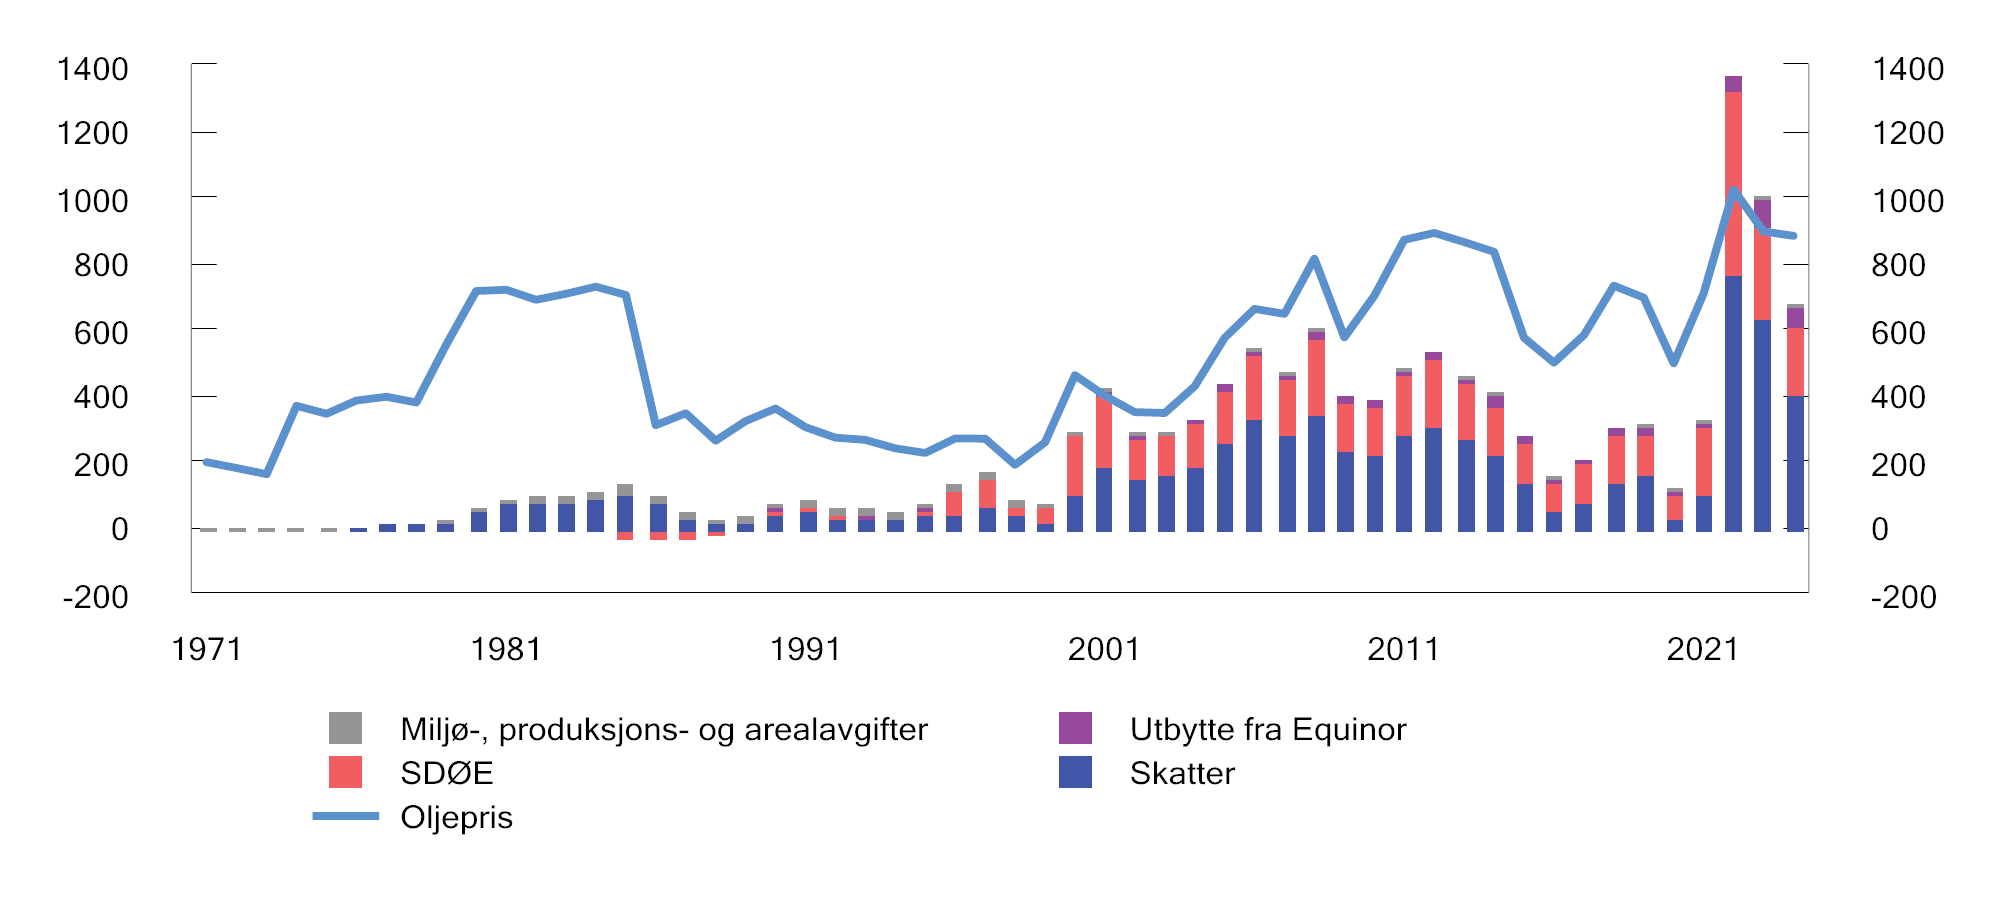 1400 1400
1200 1200
1000 1000
800 800
600 600
400 400
200 200
0 0
-200 -200
1971 1981 1991 2001 2011 2021
Miljø-, produksjons- og arealavgifter Utbytte fra Equinor
SDØE Skatter
Oljepris